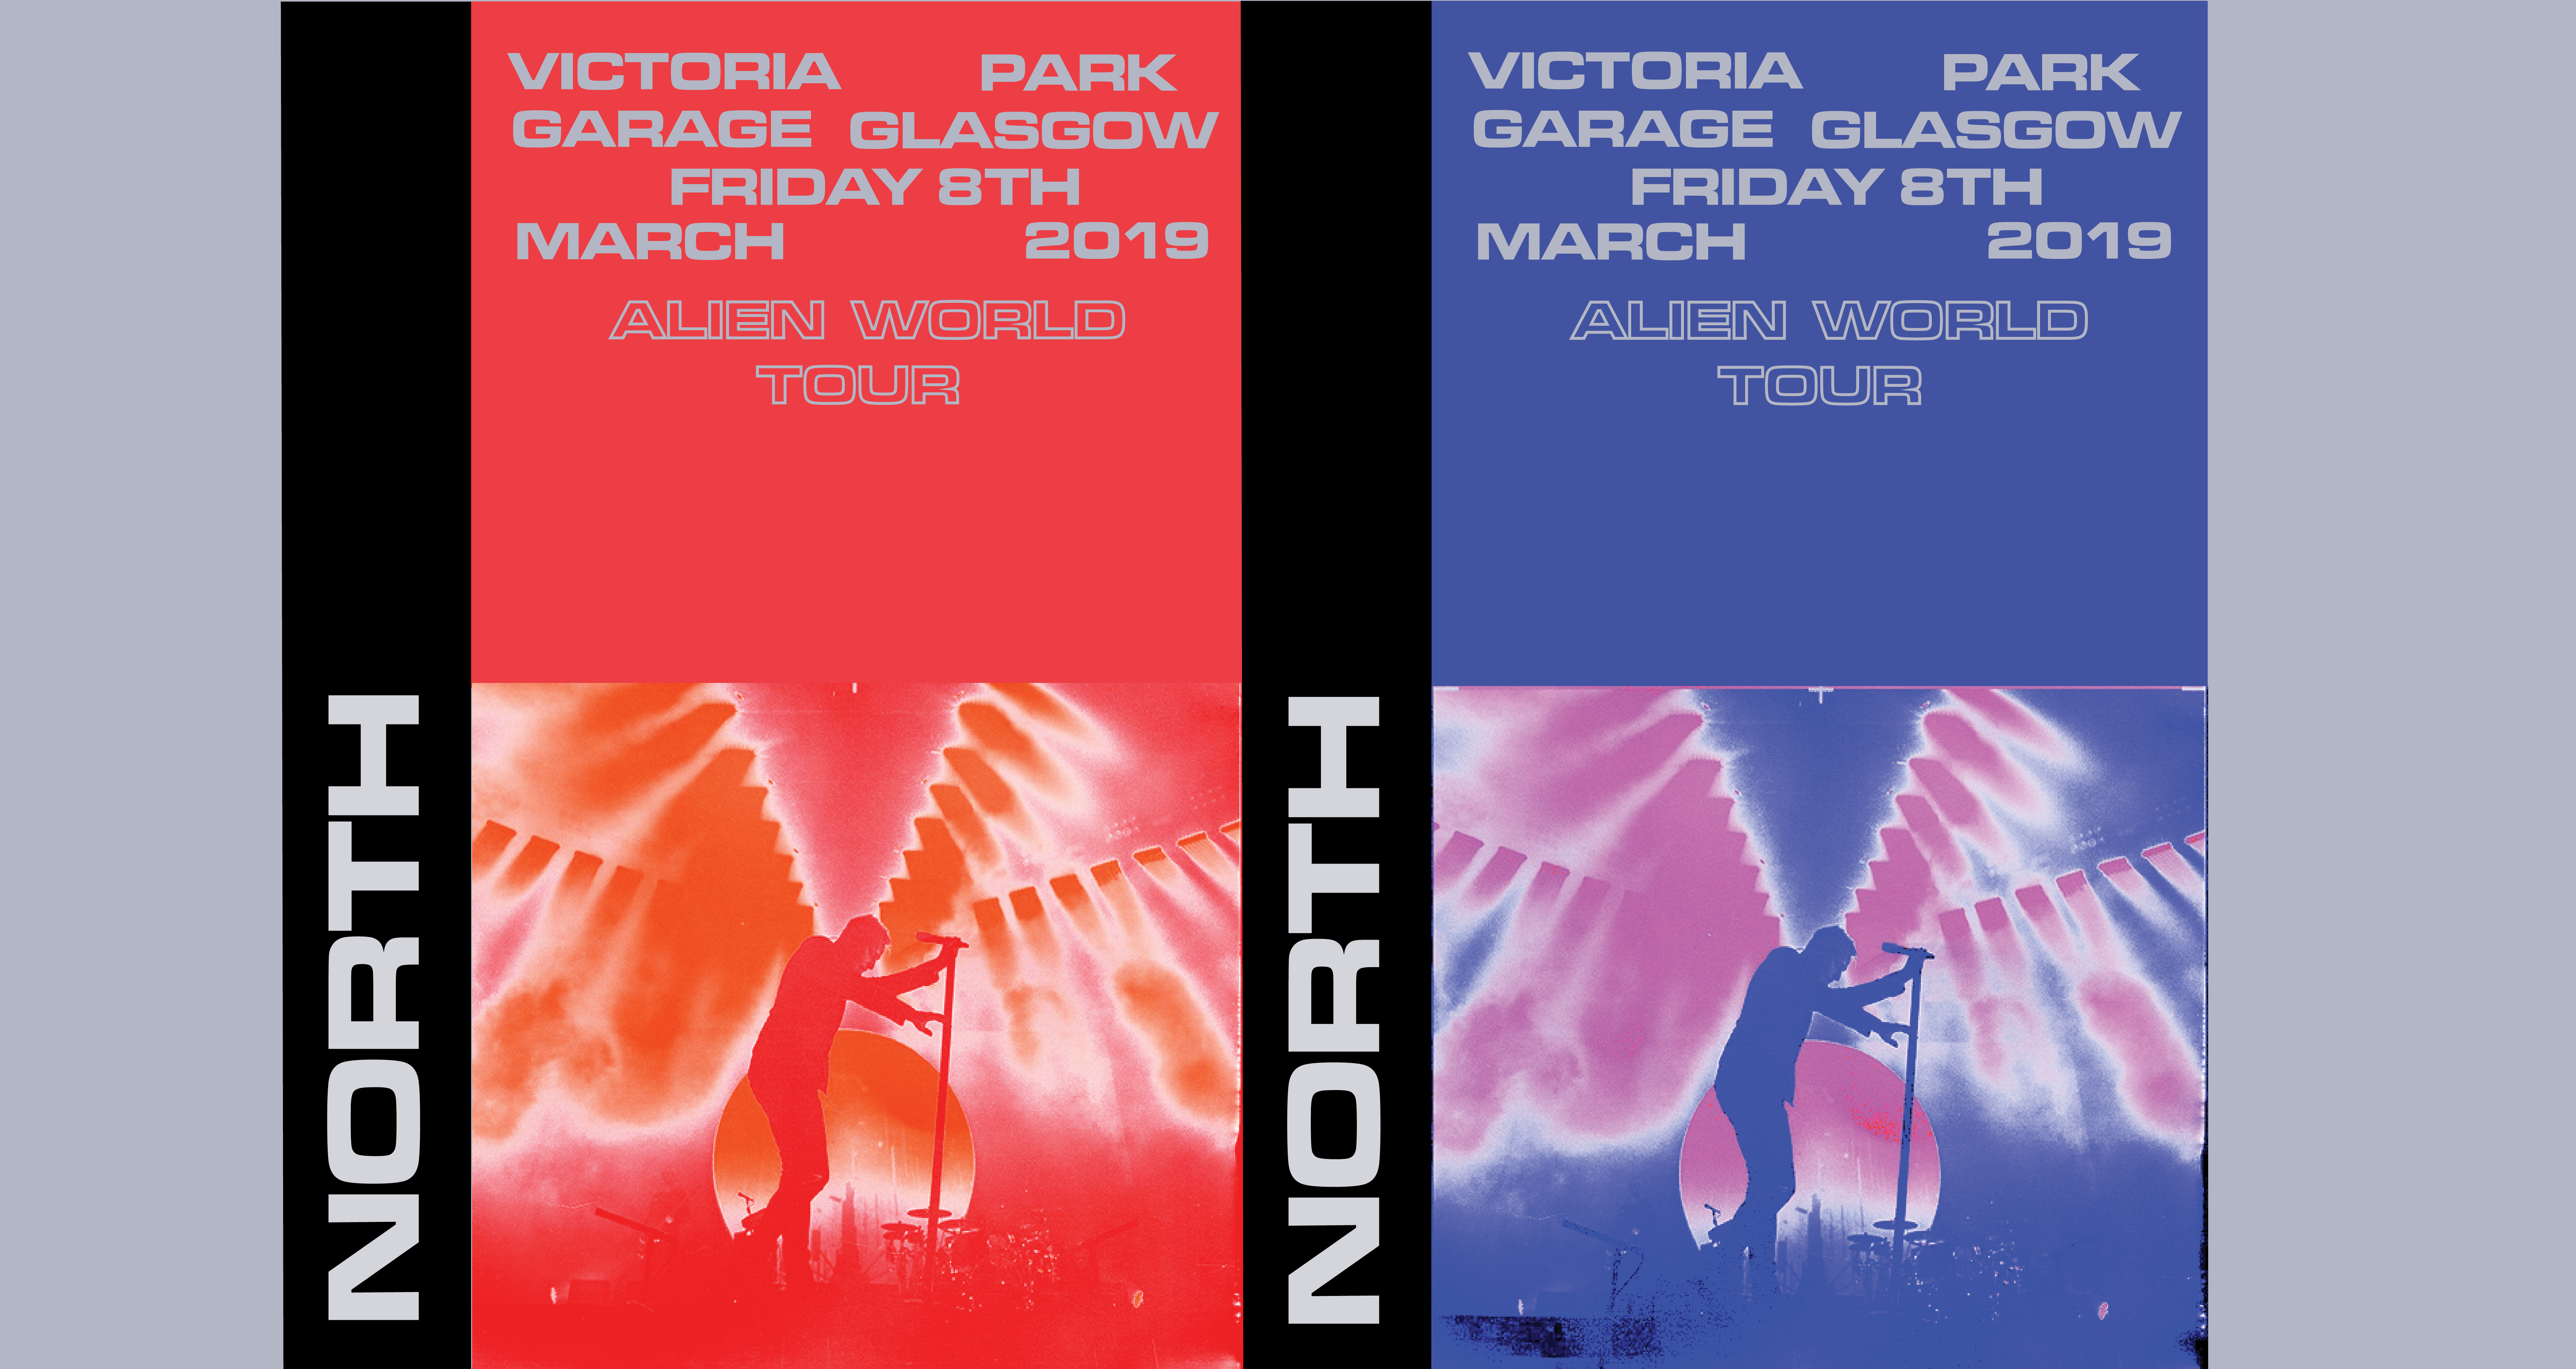 NORTH
VICTORIA PARK
GARAGE GLASGOW
FRIDAY 8TH
MARCH 2019
ALIEN WORLD
TOUR
NORTH
VICTORIA PARK
GARAGE GLASGOW
FRIDAY 8TH
MARCH 2019
ALIEN WORLD
TOUR